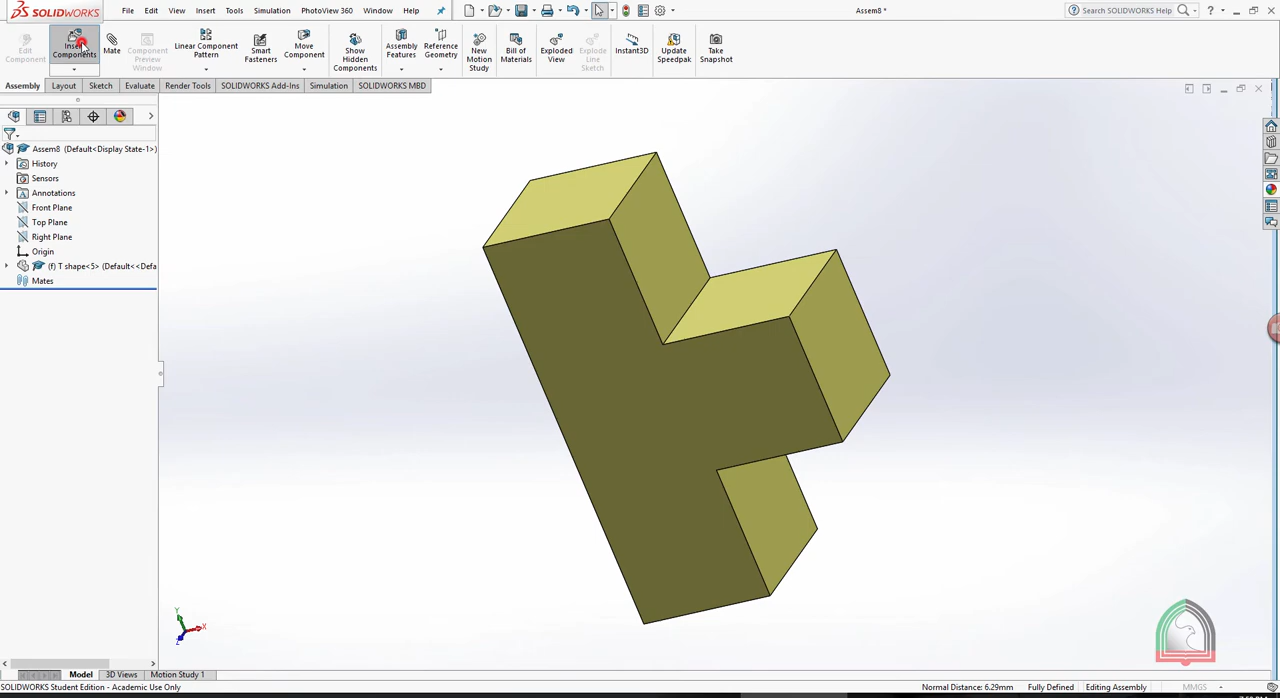 SOLIDWORKS File Edit View Insert Tools Simulation PhotoView 360 Window Help Assem8 * Search SOLIDWORKS Help ?
Edit Component
Insert Components
Mate
Component Preview Window
Linear Component Pattern
Smart Fasteners
Move Component
Show Hidden Components
Assembly Features
Reference Geometry
New Motion Study
Bill of Materials
Exploded View
Explode Line Sketch
Instant3D
Update Speedpak
Take Snapshot
Assembly Layout Sketch Evaluate Render Tools SOLIDWORKS Add-Ins Simulation SOLIDWORKS MBD
Assem8 (Default<Display State-1>)
History
Sensors
Annotations
Front Plane
Top Plane
Right Plane
Origin
(f) T shape<5> (Default<<Defa
Mates
Y
X
Z
Model 3D Views Motion Study 1
SOLIDWORKS Student Edition - Academic Use Only Normal Distance: 6.29mm Fully Defined Editing Assembly MMGS